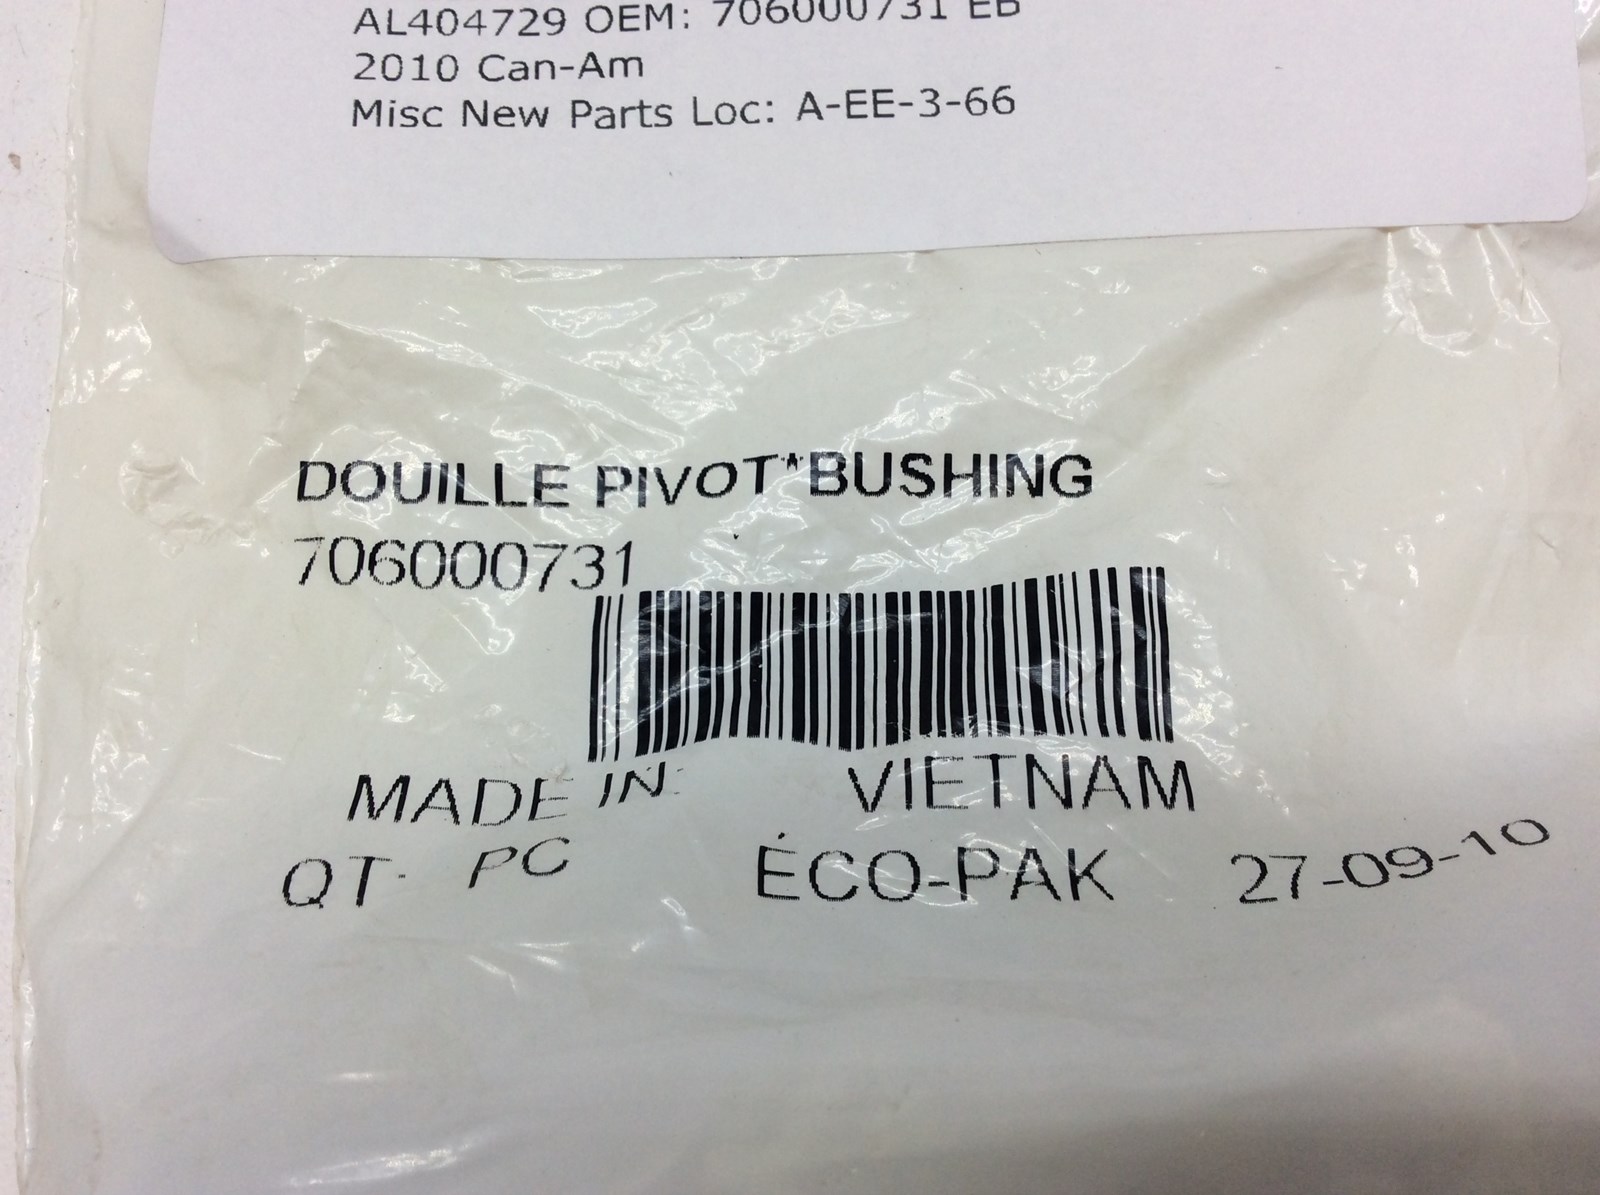 AL404729 OEM: 706000731 EB
2010 Can-Am
Misc New Parts Loc: A-EE-3-66
DOUILLE PIVOT*BUSHING
706000731
MADE IN: VIETNAM
QT- PC ÉCO-PAK 27-09-10